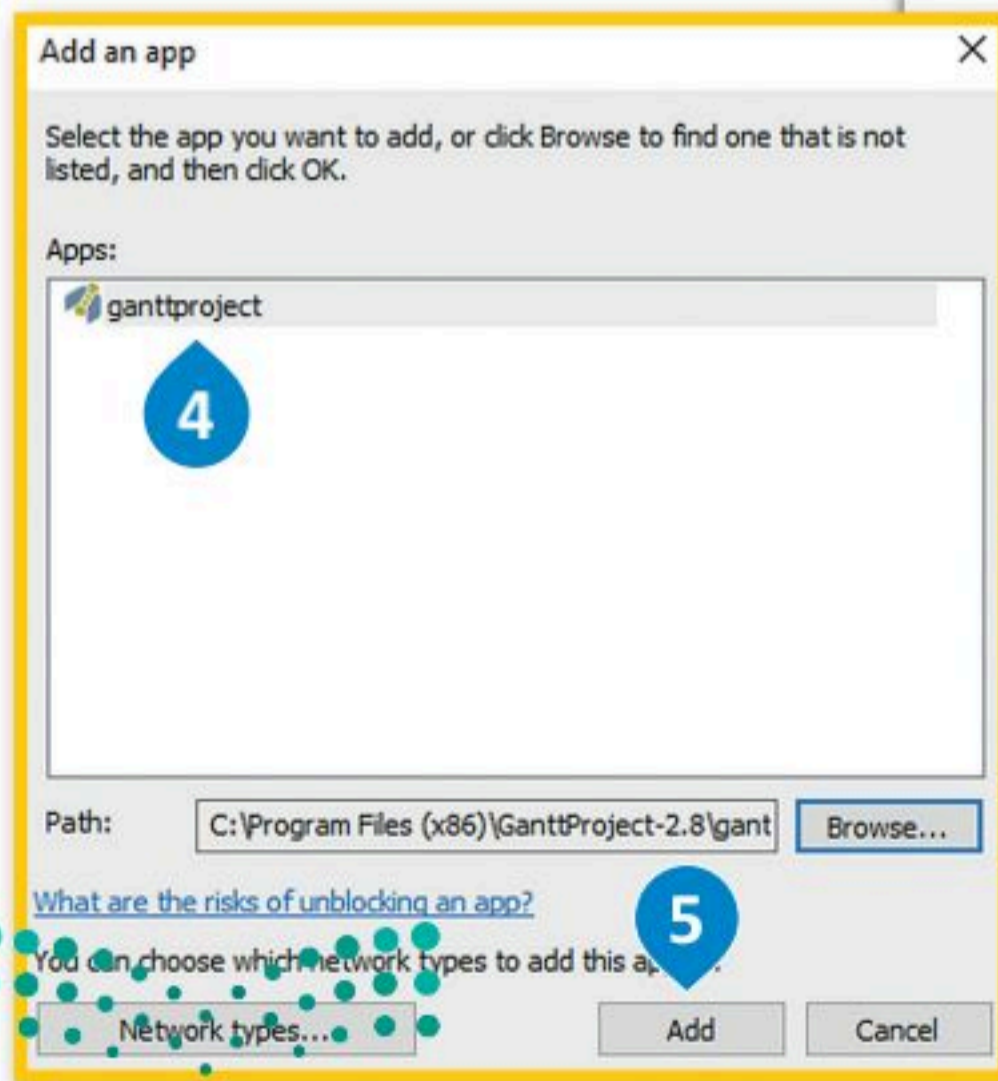 Add an app
Select the app you want to add, or click Browse to find one that is not
listed, and then click OK.
Apps:
ganttproject
4
Path:
C:\Program Files (x86)\GanttProject-2.8\gant
Browse...
What are the risks of unblocking an app?
5
You can choose which network types to add this
Network types...
Add
Cancel